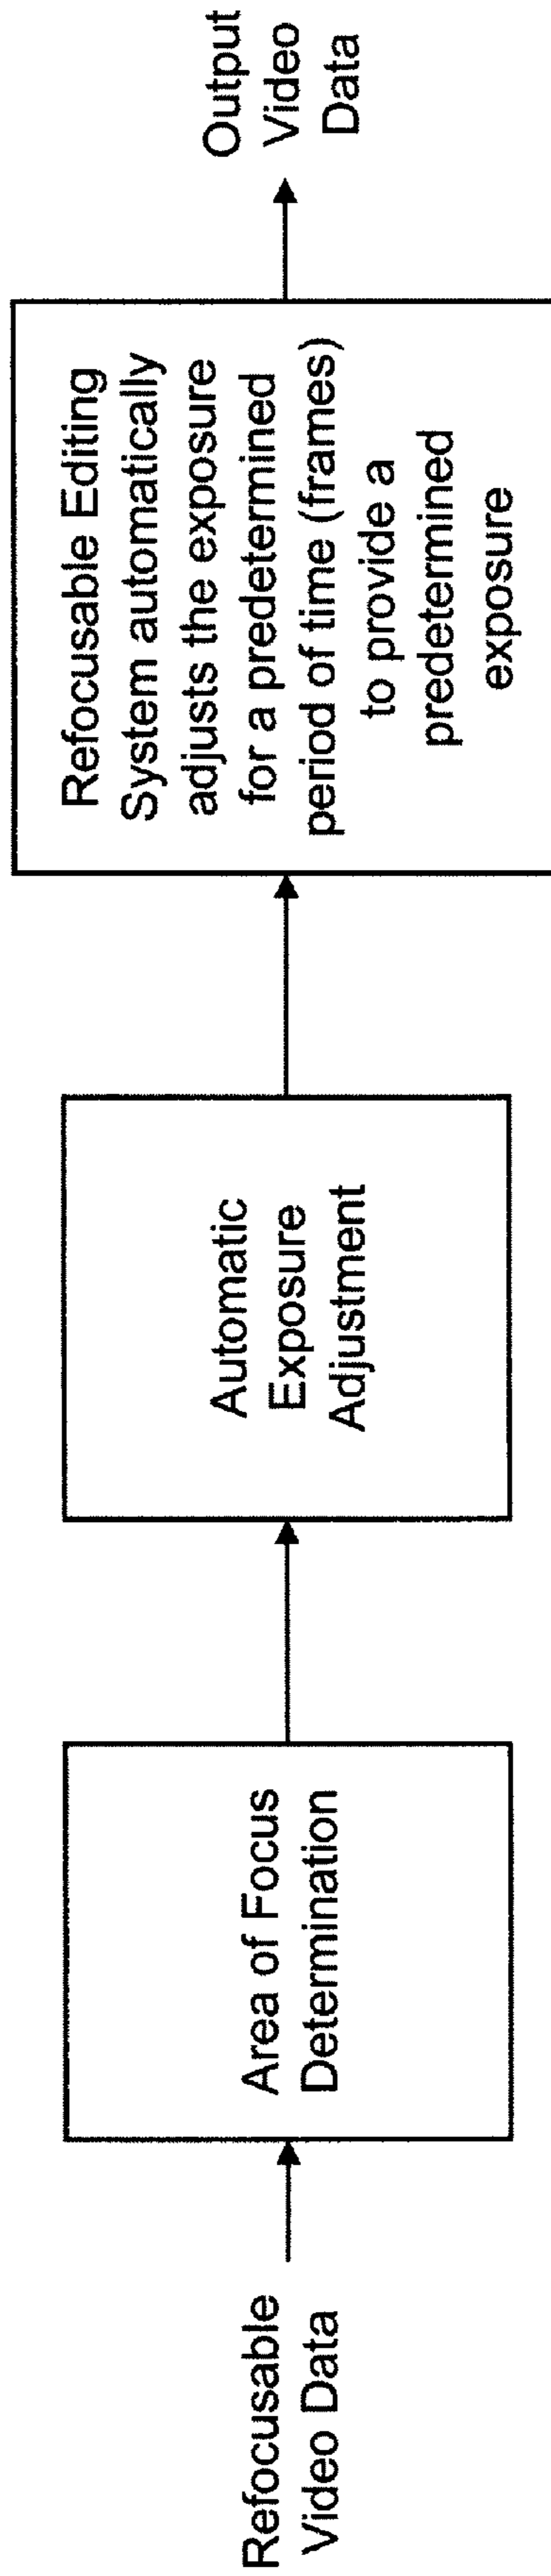 Refocusable
Video Data
Area of Focus
Determination
Automatic
Exposure
Adjustment
Refocusable Editing
System automatically
adjusts the exposure
for a predetermined
period of time (frames)
to provide a
predetermined
exposure
Output
Video
Data